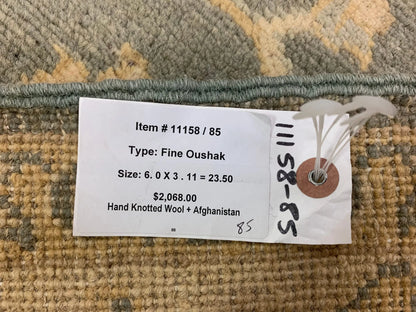 Item # 11158 / 85
Type: Fine Oushak
Size: 6. 0 X 3 . 11 = 23.50
$2,068.00
Hand Knotted Wool + Afghanistan
85
11158-85